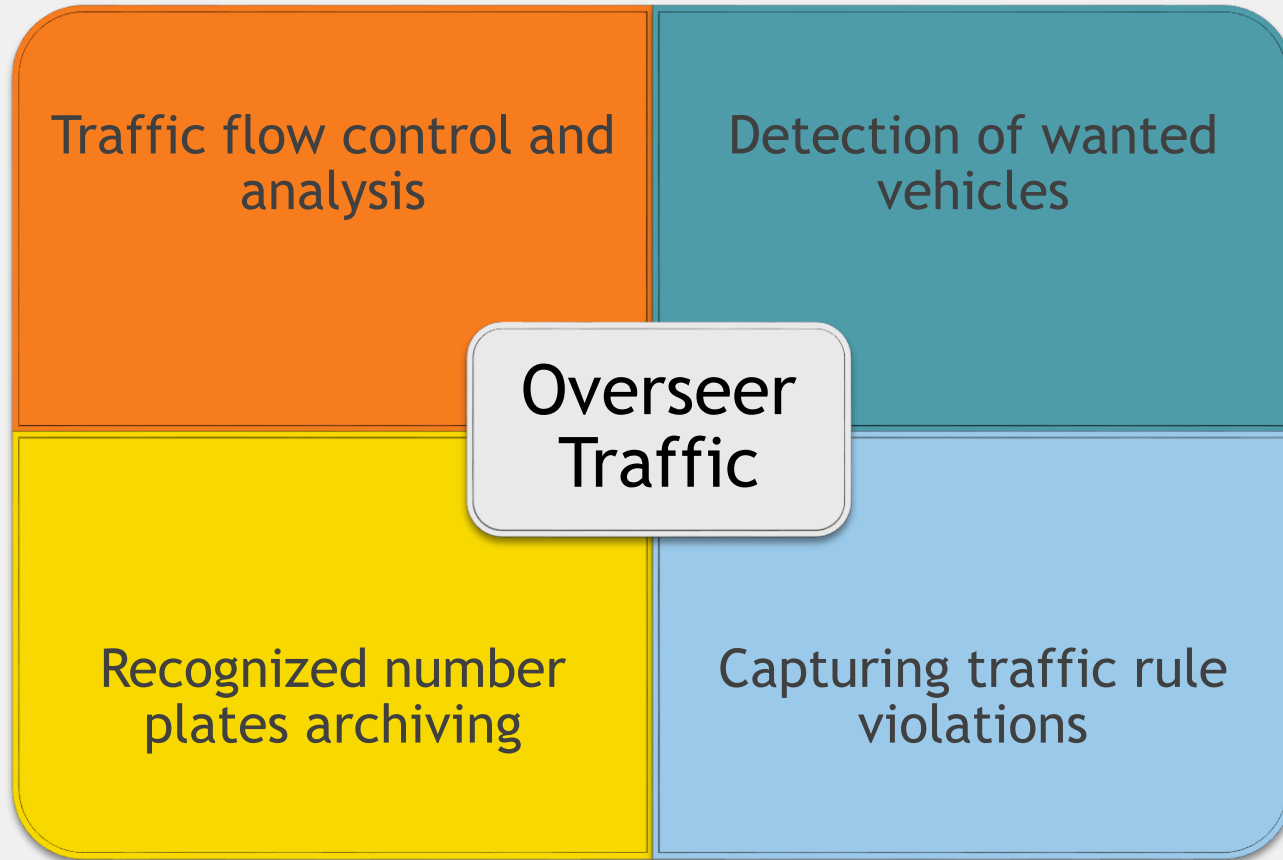 Traffic flow control and
analysis
Detection of wanted
vehicles
Overseer
Traffic
Recognized number
plates archiving
Capturing traffic rule
violations